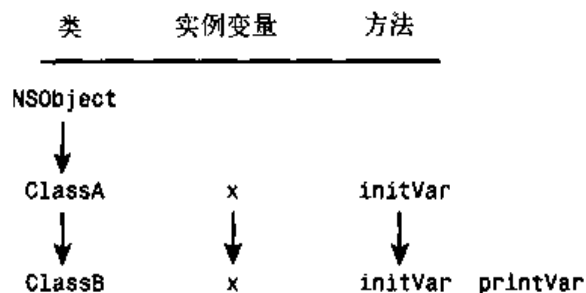 类 实例变量 方法
NSObject
ClassA x initVar
ClassB x initVar printVar